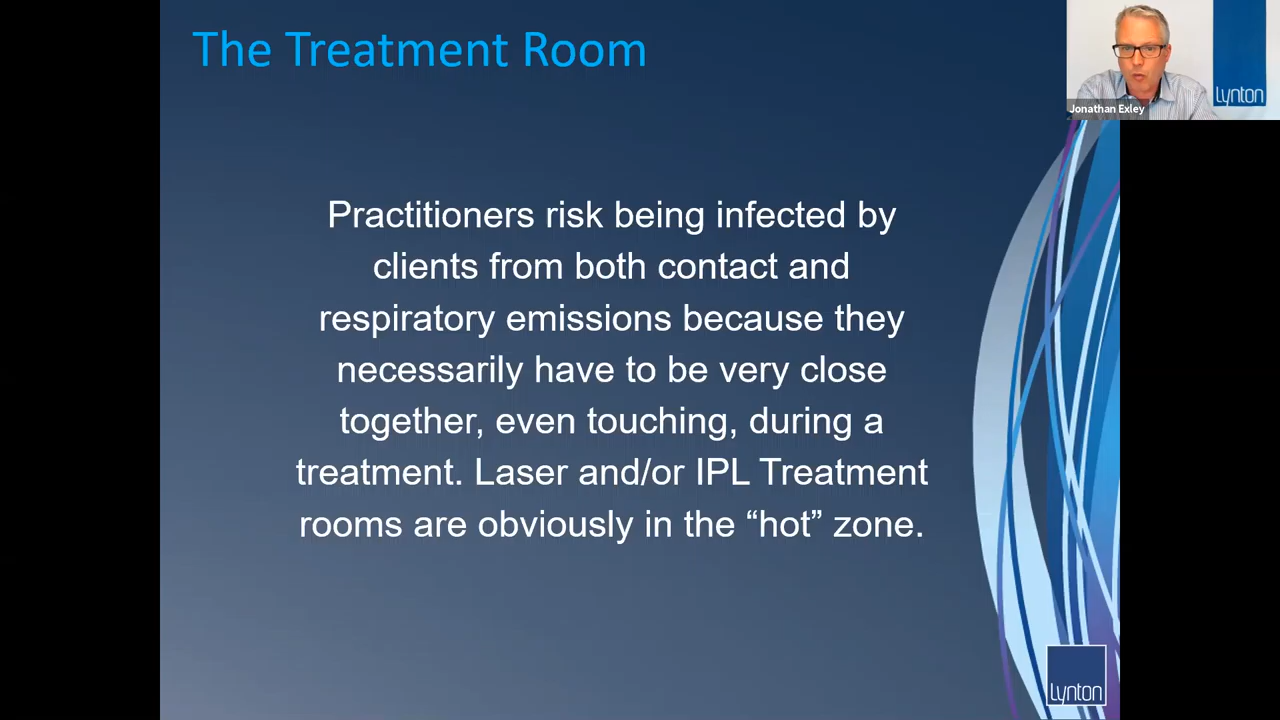 The Treatment Room
Practitioners risk being infected by
clients from both contact and
respiratory emissions because they
necessarily have to be very close
together, even touching, during a
treatment. Laser and/or IPL Treatment
rooms are obviously in the “hot” zone.
Lynton
Jonathan Exley
Lynton